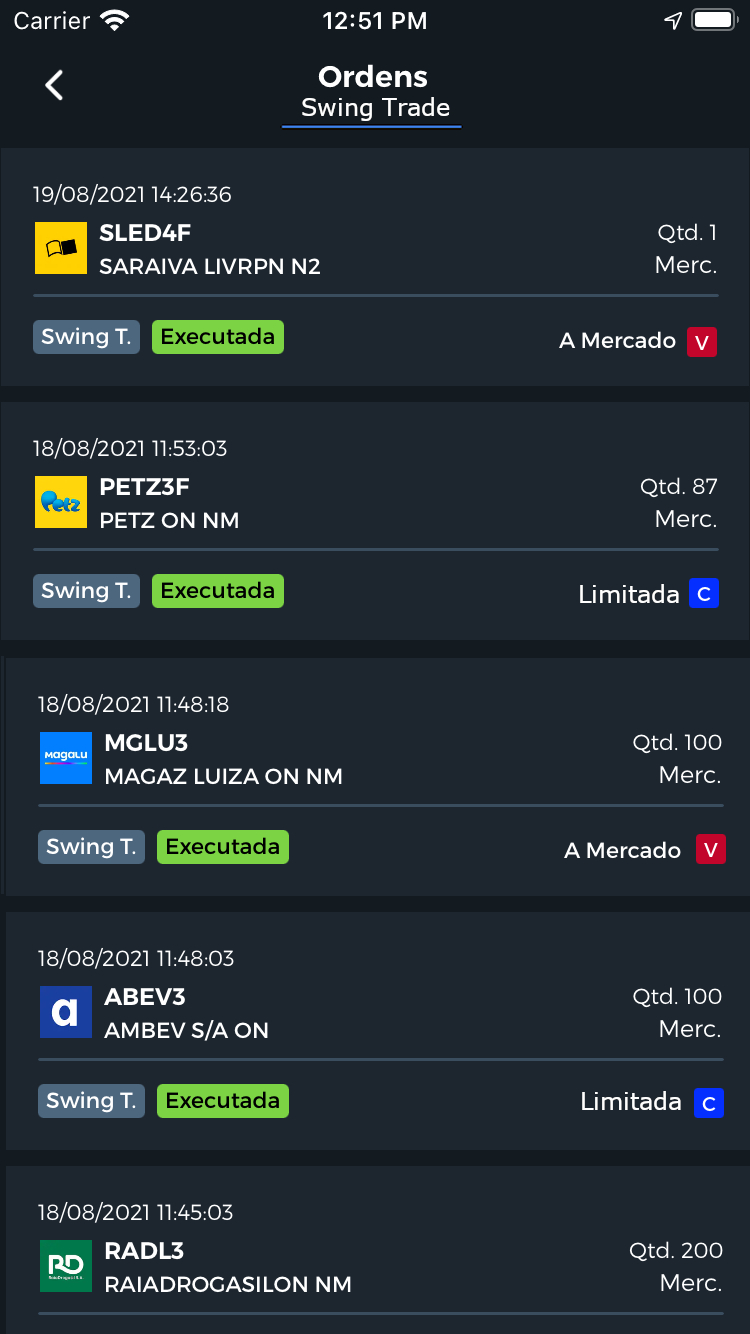 Carrier 12:51 PM
Ordens
Swing Trade
19/08/2021 14:26:36
SLED4F Qtd. 1
SARAIVA LIVRPN N2 Merc.
Swing T. Executada A Mercado V
18/08/2021 11:53:03
Petz
PETZ3F Qtd. 87
PETZ ON NM Merc.
Swing T. Executada Limitada C
18/08/2021 11:48:18
MagaLu
MGLU3 Qtd. 100
MAGAZ LUIZA ON NM Merc.
Swing T. Executada A Mercado V
18/08/2021 11:48:03
a
ABEV3 Qtd. 100
AMBEV S/A ON Merc.
Swing T. Executada Limitada C
18/08/2021 11:45:03
RD
RADL3 Qtd. 200
RAIADROGASILON NM Merc.